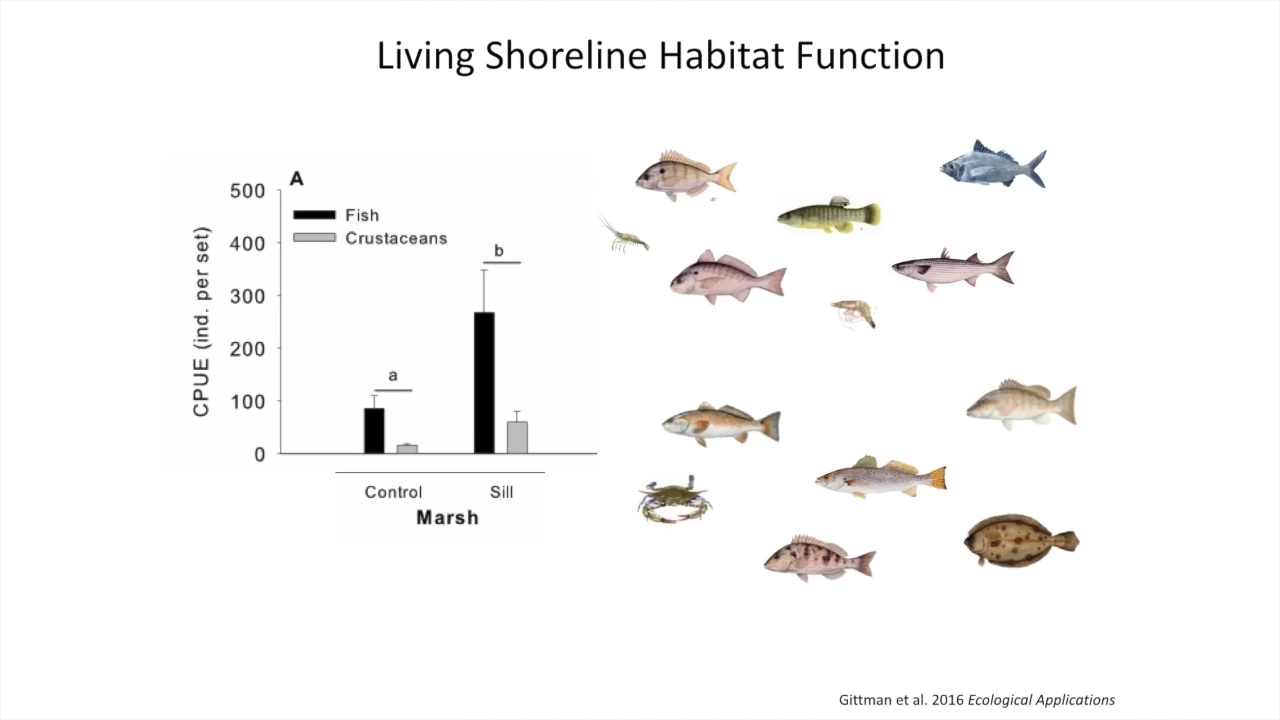 Living Shoreline Habitat Function
A
500
400
300
200
100
0
CPUE (ind. per set)
Fish
Crustaceans
a
b
Control
Sill
Marsh
Gittman et al. 2016 Ecological Applications